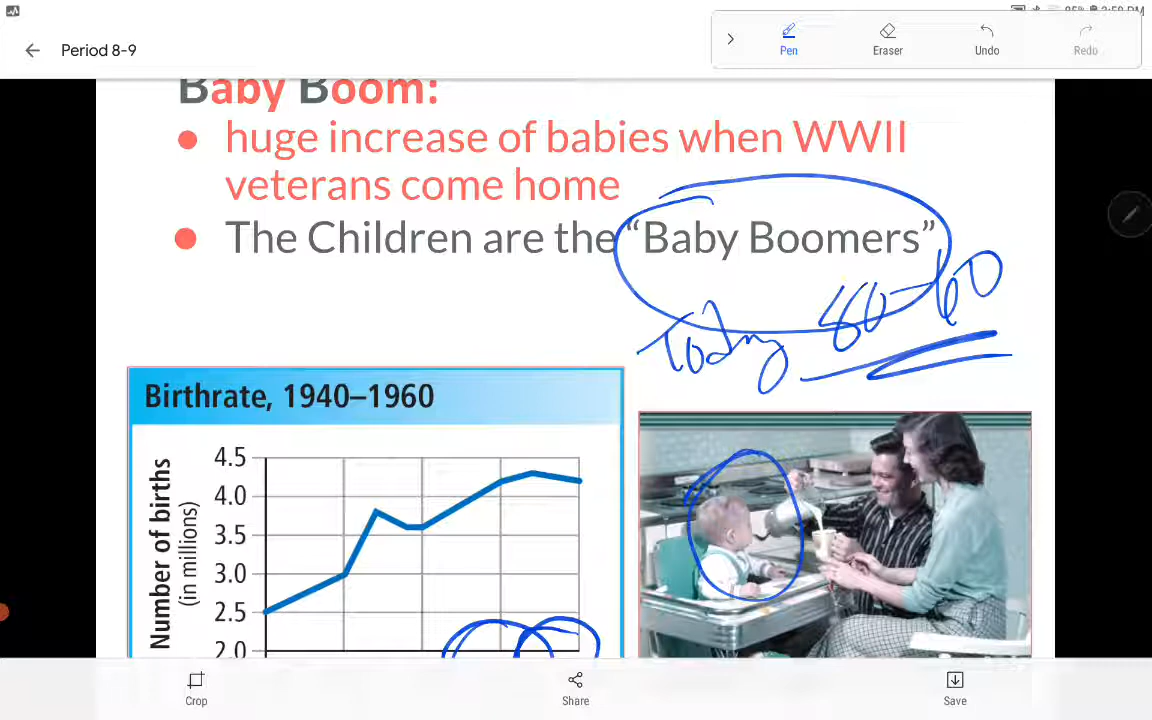 Period 8-9
Pen
Eraser
Undo
Redo
Baby Boom:
huge increase of babies when WWII
veterans come home
The Children are the “Baby Boomers”
Today 80-60
Birthrate, 1940–1960
Number of births
(in millions)
4.5
4.0
3.5
3.0
2.5
2.0
Crop
Share
Save